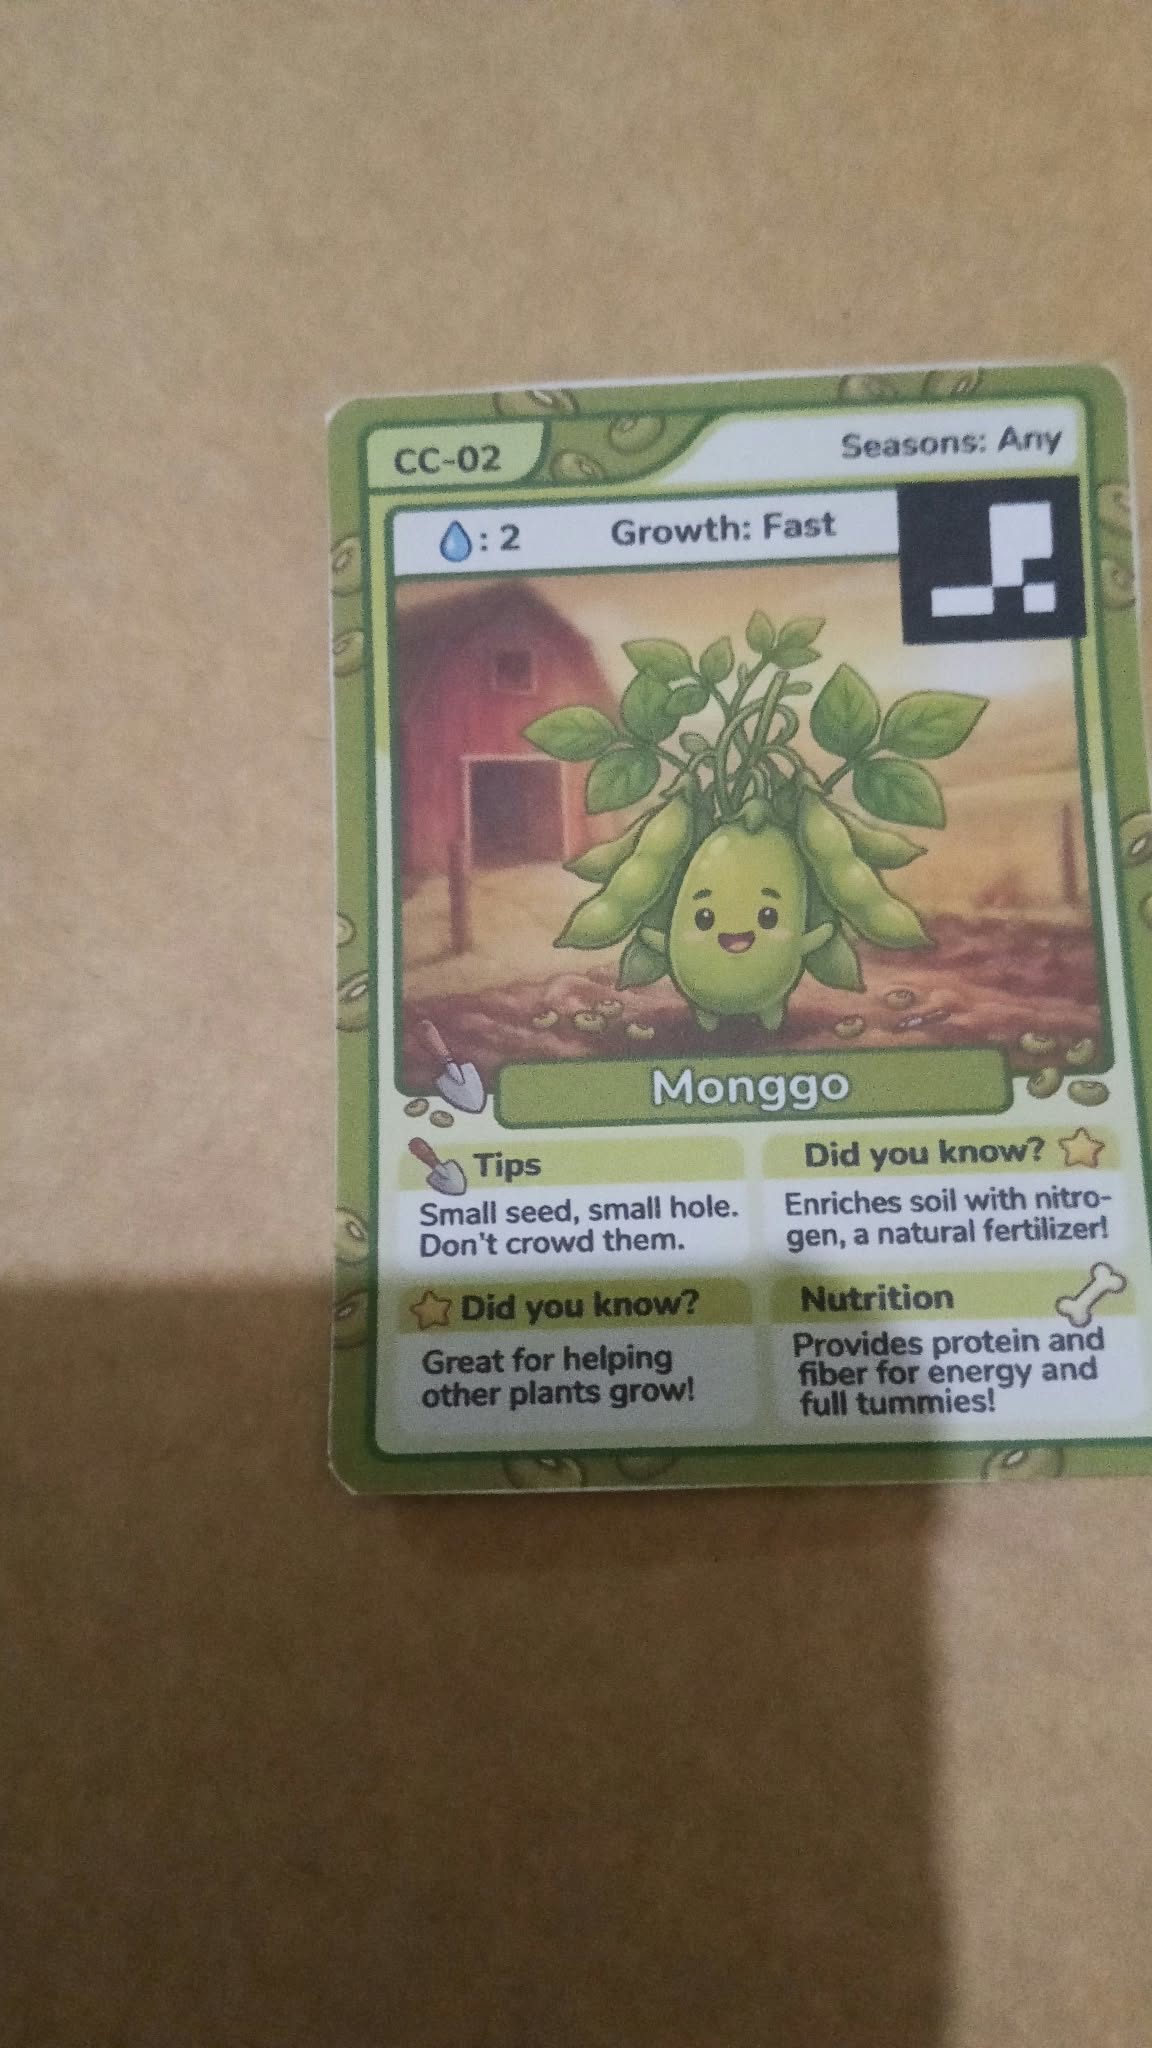 CC-02
Seasons: Any
: 2
Growth: Fast
Monggo
Tips
Small seed, small hole.
Don't crowd them.
Did you know?
Enriches soil with nitro-
gen, a natural fertilizer!
Did you know?
Great for helping
other plants grow!
Nutrition
Provides protein and
fiber for energy and
full tummies!